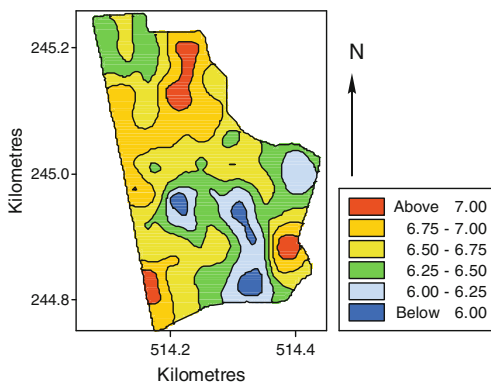 245.2
245.0
244.8
Kilometres
514.2 514.4
Kilometres
N
Above 7.00
6.75 - 7.00
6.50 - 6.75
6.25 - 6.50
6.00 - 6.25
Below 6.00